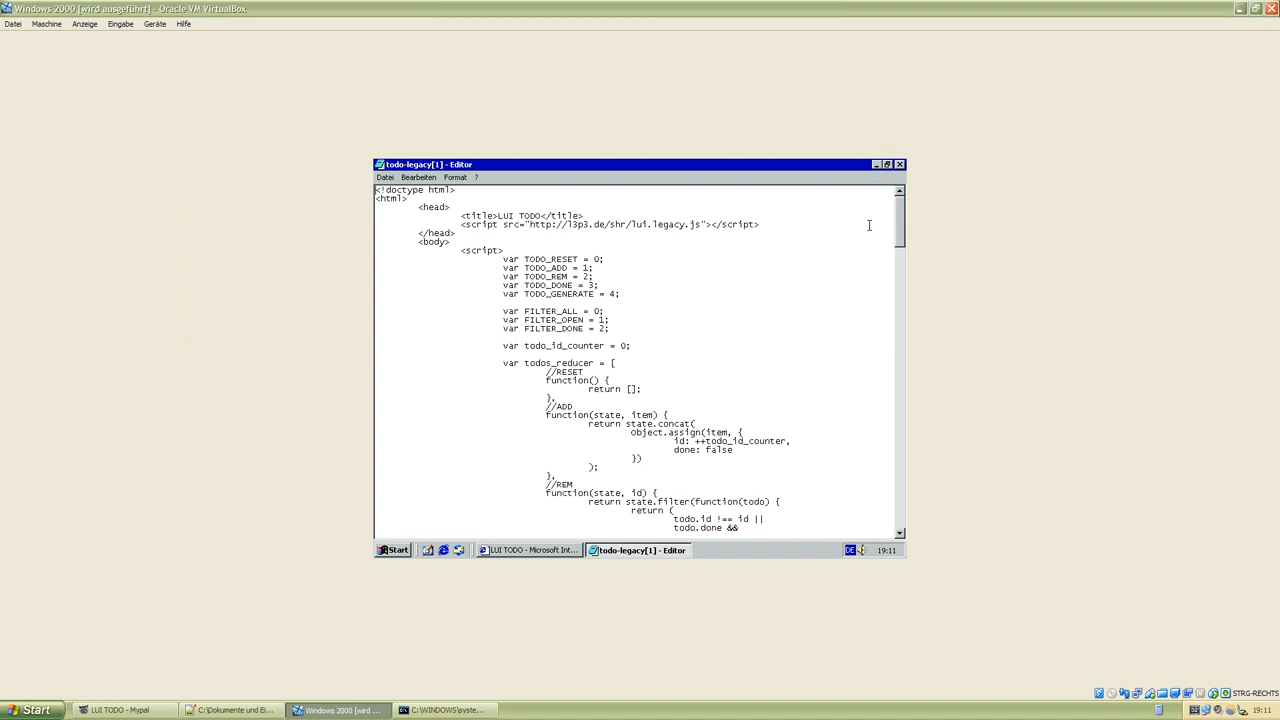 Windows 2000 [wird ausgeführt] - Oracle VM VirtualBox
Datei Maschine Anzeige Eingabe Geräte Hilfe
todo-legacy[1] - Editor
Datei Bearbeiten Format ?
<!doctype html>
<html>
<head>
<title>LUI TODO</title>
<script src="http://l3p3.de/shr/lui.legacy.js"></script>
</head>
<body>
<script>
var TODO_RESET = 0;
var TODO_ADD = 1;
var TODO_REM = 2;
var TODO_DONE = 3;
var TODO_GENERATE = 4;
var FILTER_ALL = 0;
var FILTER_OPEN = 1;
var FILTER_DONE = 2;
var todo_id_counter = 0;
var todos_reducer = [
//RESET
function() {
return [];
},
//ADD
function(state, item) {
return state.concat(
Object.assign(item, {
id: ++todo_id_counter,
done: false
})
);
},
//REM
function(state, id) {
return state.filter(function(todo) {
return (
todo.id !== id ||
todo.done &&
Start LUI TODO - Microsoft Int... todo-legacy[1] - Editor DE 19:11
STRG-RECHTS
Start LUI TODO - Mypal C:\Dokumente und Ei... Windows 2000 [wird ... C:\WINDOWS\syste... 19:11